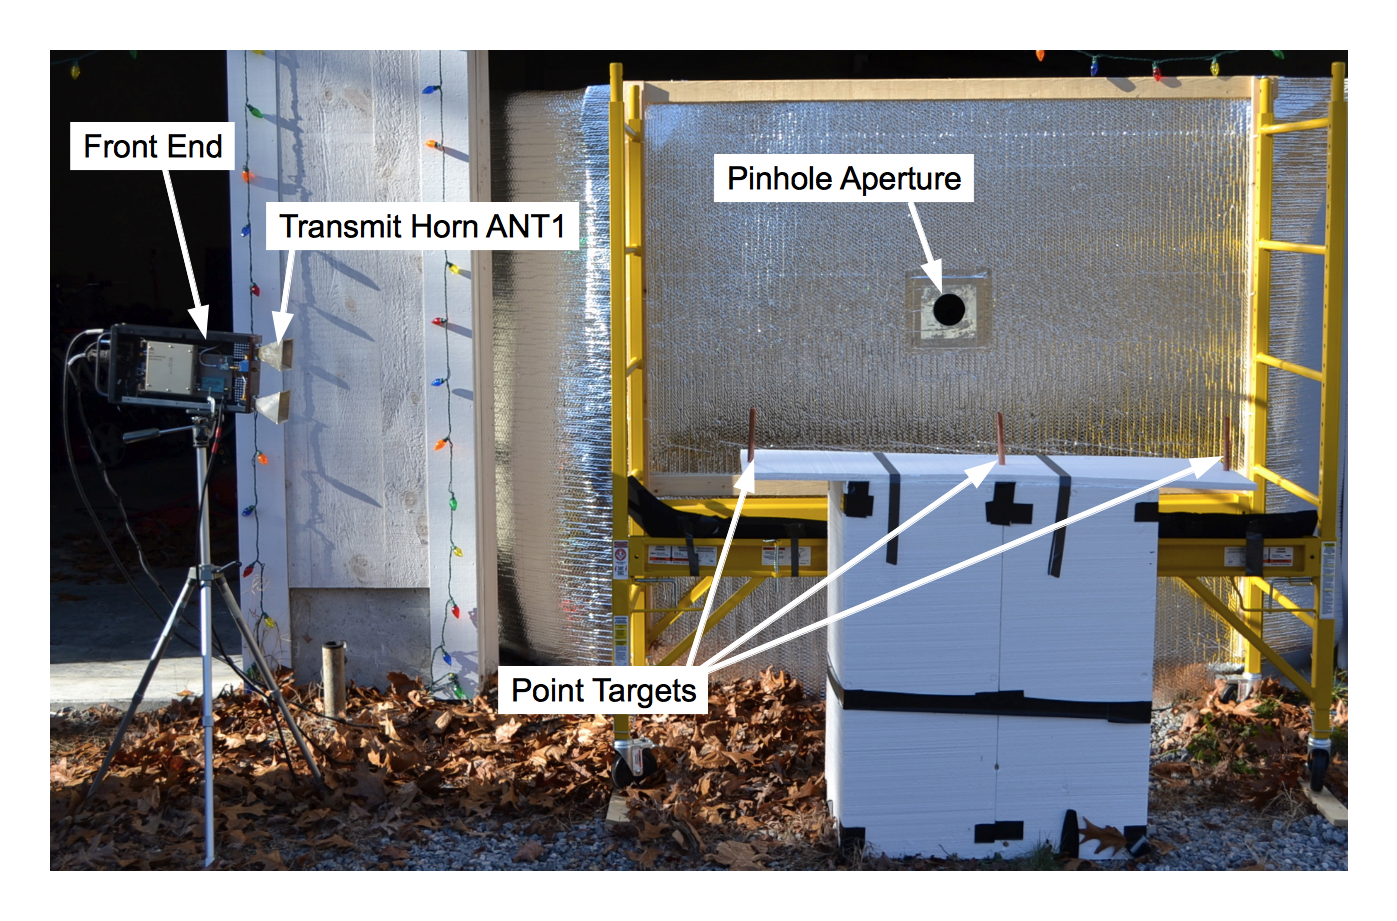 Front End
Pinhole Aperture
Transmit Horn ANT1
Point Targets